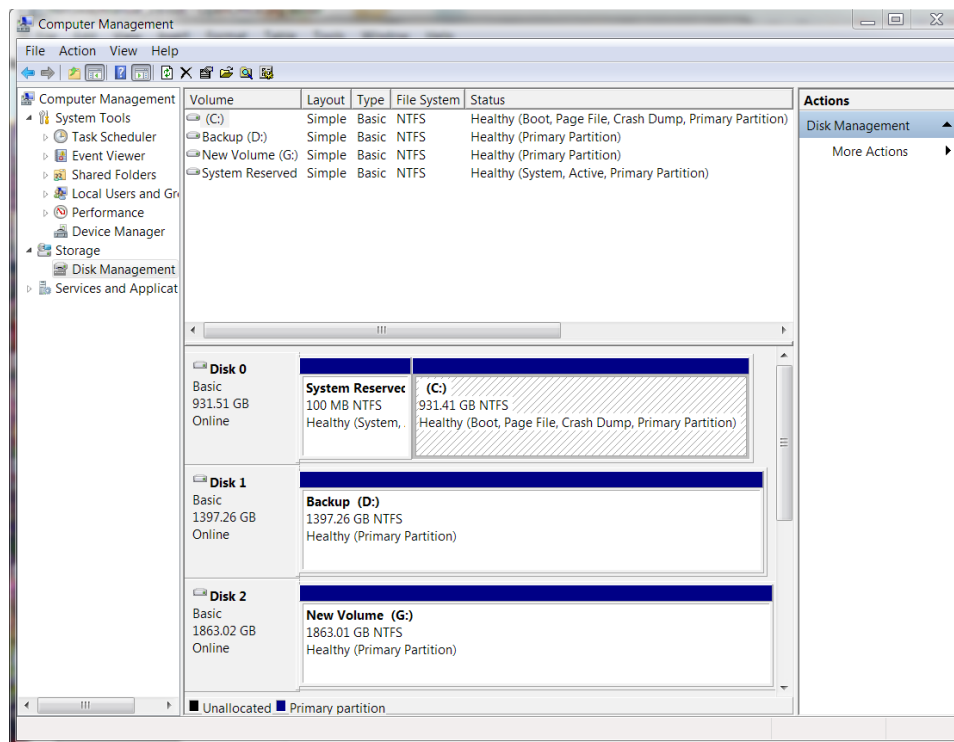 Computer Management
File Action View Help
Computer Management
System Tools
Task Scheduler
Event Viewer
Shared Folders
Local Users and Gr
Performance
Device Manager
Storage
Disk Management
Services and Applicat
Volume Layout Type File System Status
(C:) Simple Basic NTFS Healthy (Boot, Page File, Crash Dump, Primary Partition)
Backup (D:) Simple Basic NTFS Healthy (Primary Partition)
New Volume (G:) Simple Basic NTFS Healthy (Primary Partition)
System Reserved Simple Basic NTFS Healthy (System, Active, Primary Partition)
Disk 0
Basic
931.51 GB
Online
System Reserved
100 MB NTFS
Healthy (System, .
(C:)
931.41 GB NTFS
Healthy (Boot, Page File, Crash Dump, Primary Partition)
Disk 1
Basic
1397.26 GB
Online
Backup (D:)
1397.26 GB NTFS
Healthy (Primary Partition)
Disk 2
Basic
1863.02 GB
Online
New Volume (G:)
1863.01 GB NTFS
Healthy (Primary Partition)
Unallocated Primary partition
Actions
Disk Management
More Actions